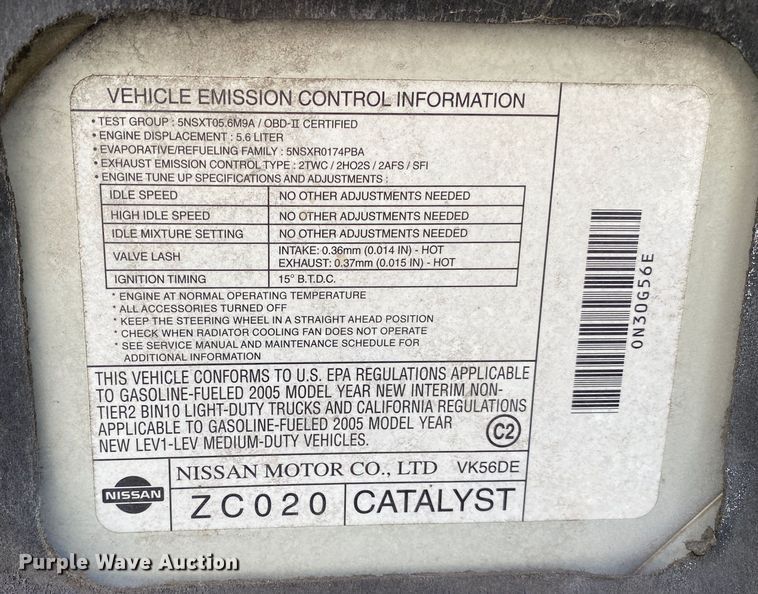 VEHICLE EMISSION CONTROL INFORMATION
• TEST GROUP : 5NSXT05.6M9A / OBD-II CERTIFIED
• ENGINE DISPLACEMENT : 5.6 LITER
• EVAPORATIVE/REFUELING FAMILY : 5NSXR0174PBA
• EXHAUST EMISSION CONTROL TYPE : 2TWC / 2HO2S / 2AFS / SFI
• ENGINE TUNE UP SPECIFICATIONS AND ADJUSTMENTS :
IDLE SPEED NO OTHER ADJUSTMENTS NEEDED
HIGH IDLE SPEED NO OTHER ADJUSTMENTS NEEDED
IDLE MIXTURE SETTING NO OTHER ADJUSTMENTS NEEDED
VALVE LASH INTAKE: 0.36mm (0.014 IN) - HOT
EXHAUST: 0.37mm (0.015 IN) - HOT
IGNITION TIMING 15° B.T.D.C.
* ENGINE AT NORMAL OPERATING TEMPERATURE
* ALL ACCESSORIES TURNED OFF
* KEEP THE STEERING WHEEL IN A STRAIGHT AHEAD POSITION
* CHECK WHEN RADIATOR COOLING FAN DOES NOT OPERATE
* SEE SERVICE MANUAL AND MAINTENANCE SCHEDULE FOR
ADDITIONAL INFORMATION
THIS VEHICLE CONFORMS TO U.S. EPA REGULATIONS APPLICABLE
TO GASOLINE-FUELED 2005 MODEL YEAR NEW INTERIM NON-
TIER2 BIN10 LIGHT-DUTY TRUCKS AND CALIFORNIA REGULATIONS
APPLICABLE TO GASOLINE-FUELED 2005 MODEL YEAR
NEW LEV1-LEV MEDIUM-DUTY VEHICLES.
C2
NISSAN
NISSAN MOTOR CO., LTD VK56DE
ZC020 CATALYST
0N30G56E
Purple Wave Auction